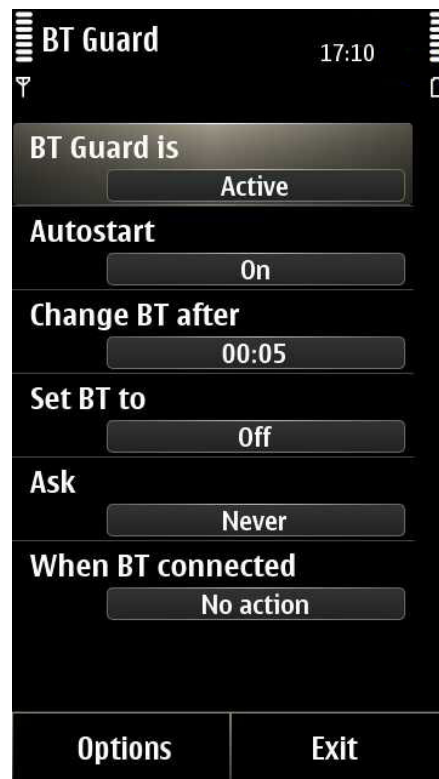 BT Guard
17:10
BT Guard is
Active
Autostart
On
Change BT after
00:05
Set BT to
Off
Ask
Never
When BT connected
No action
Options
Exit